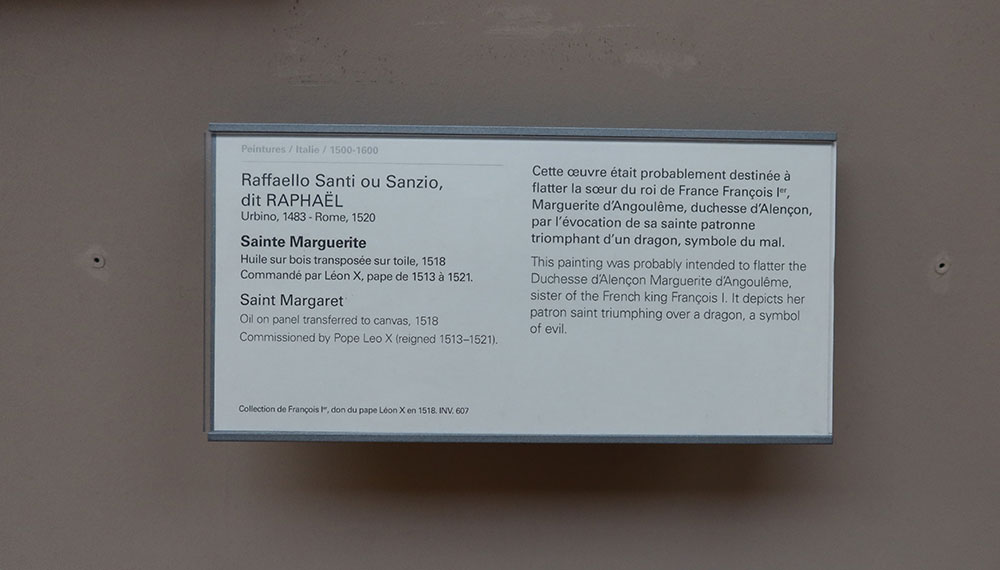 Peintures / Italie / 1500-1600
Raffaello Santi ou Sanzio,
dit RAPHAËL
Urbino, 1483 - Rome, 1520
Sainte Marguerite
Huile sur bois transposée sur toile, 1518
Commandé par Léon X, pape de 1513 à 1521.
Saint Margaret
Oil on panel transferred to canvas, 1518
Commissioned by Pope Leo X (reigned 1513–1521).
Collection de François Iᵉʳ, don du pape Léon X en 1518. INV. 607
Cette œuvre était probablement destinée à
flatter la sœur du roi de France François Iᵉʳ,
Marguerite d'Angoulême, duchesse d'Alençon,
par l'évocation de sa sainte patronne
triomphant d'un dragon, symbole du mal.
This painting was probably intended to flatter the
Duchesse d'Alençon Marguerite d'Angoulême,
sister of the French king François I. It depicts her
patron saint triumphing over a dragon, a symbol
of evil.